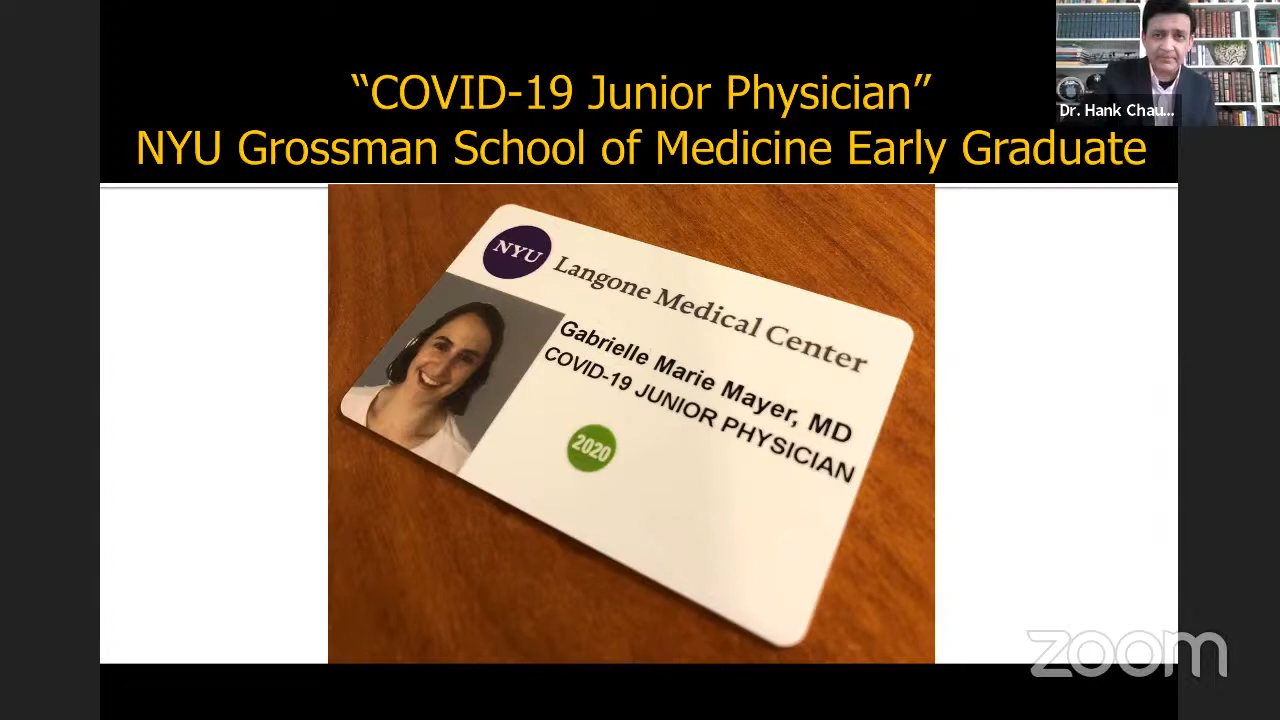 “COVID-19 Junior Physician”
NYU Grossman School of Medicine Early Graduate
Dr. Hank Chau...
NYU
Langone Medical Center
Gabrielle Marie Mayer, MD
COVID-19 JUNIOR PHYSICIAN
2020
zoom